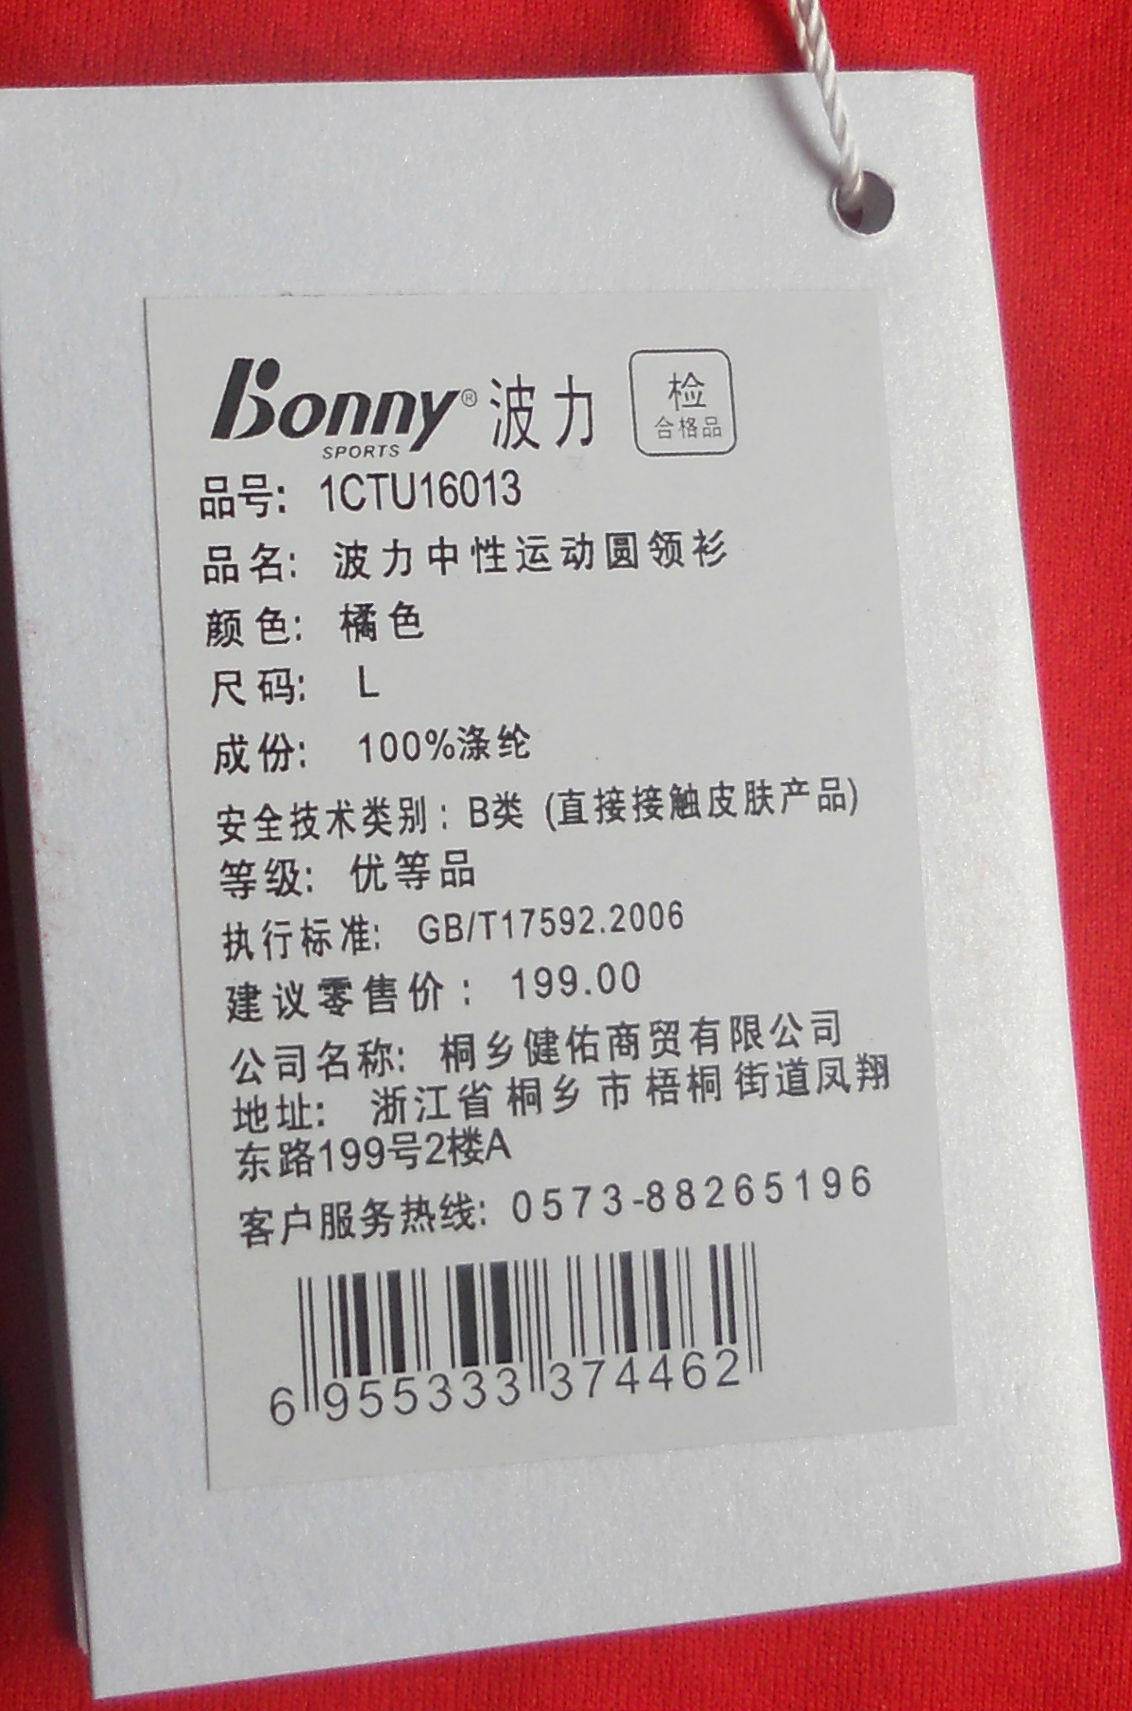 Bonny® 波力 检
SPORTS 合格品
品号: 1CTU16013
品名: 波力中性运动圆领衫
颜色: 橘色
尺码: L
成份: 100%涤纶
安全技术类别: B类 (直接接触皮肤产品)
等级: 优等品
执行标准: GB/T17592.2006
建议零售价: 199.00
公司名称: 桐乡健佑商贸有限公司
地址: 浙江省桐乡市梧桐街道凤翔
东路199号2楼A
客户服务热线: 0573-88265196
6 955333 374462